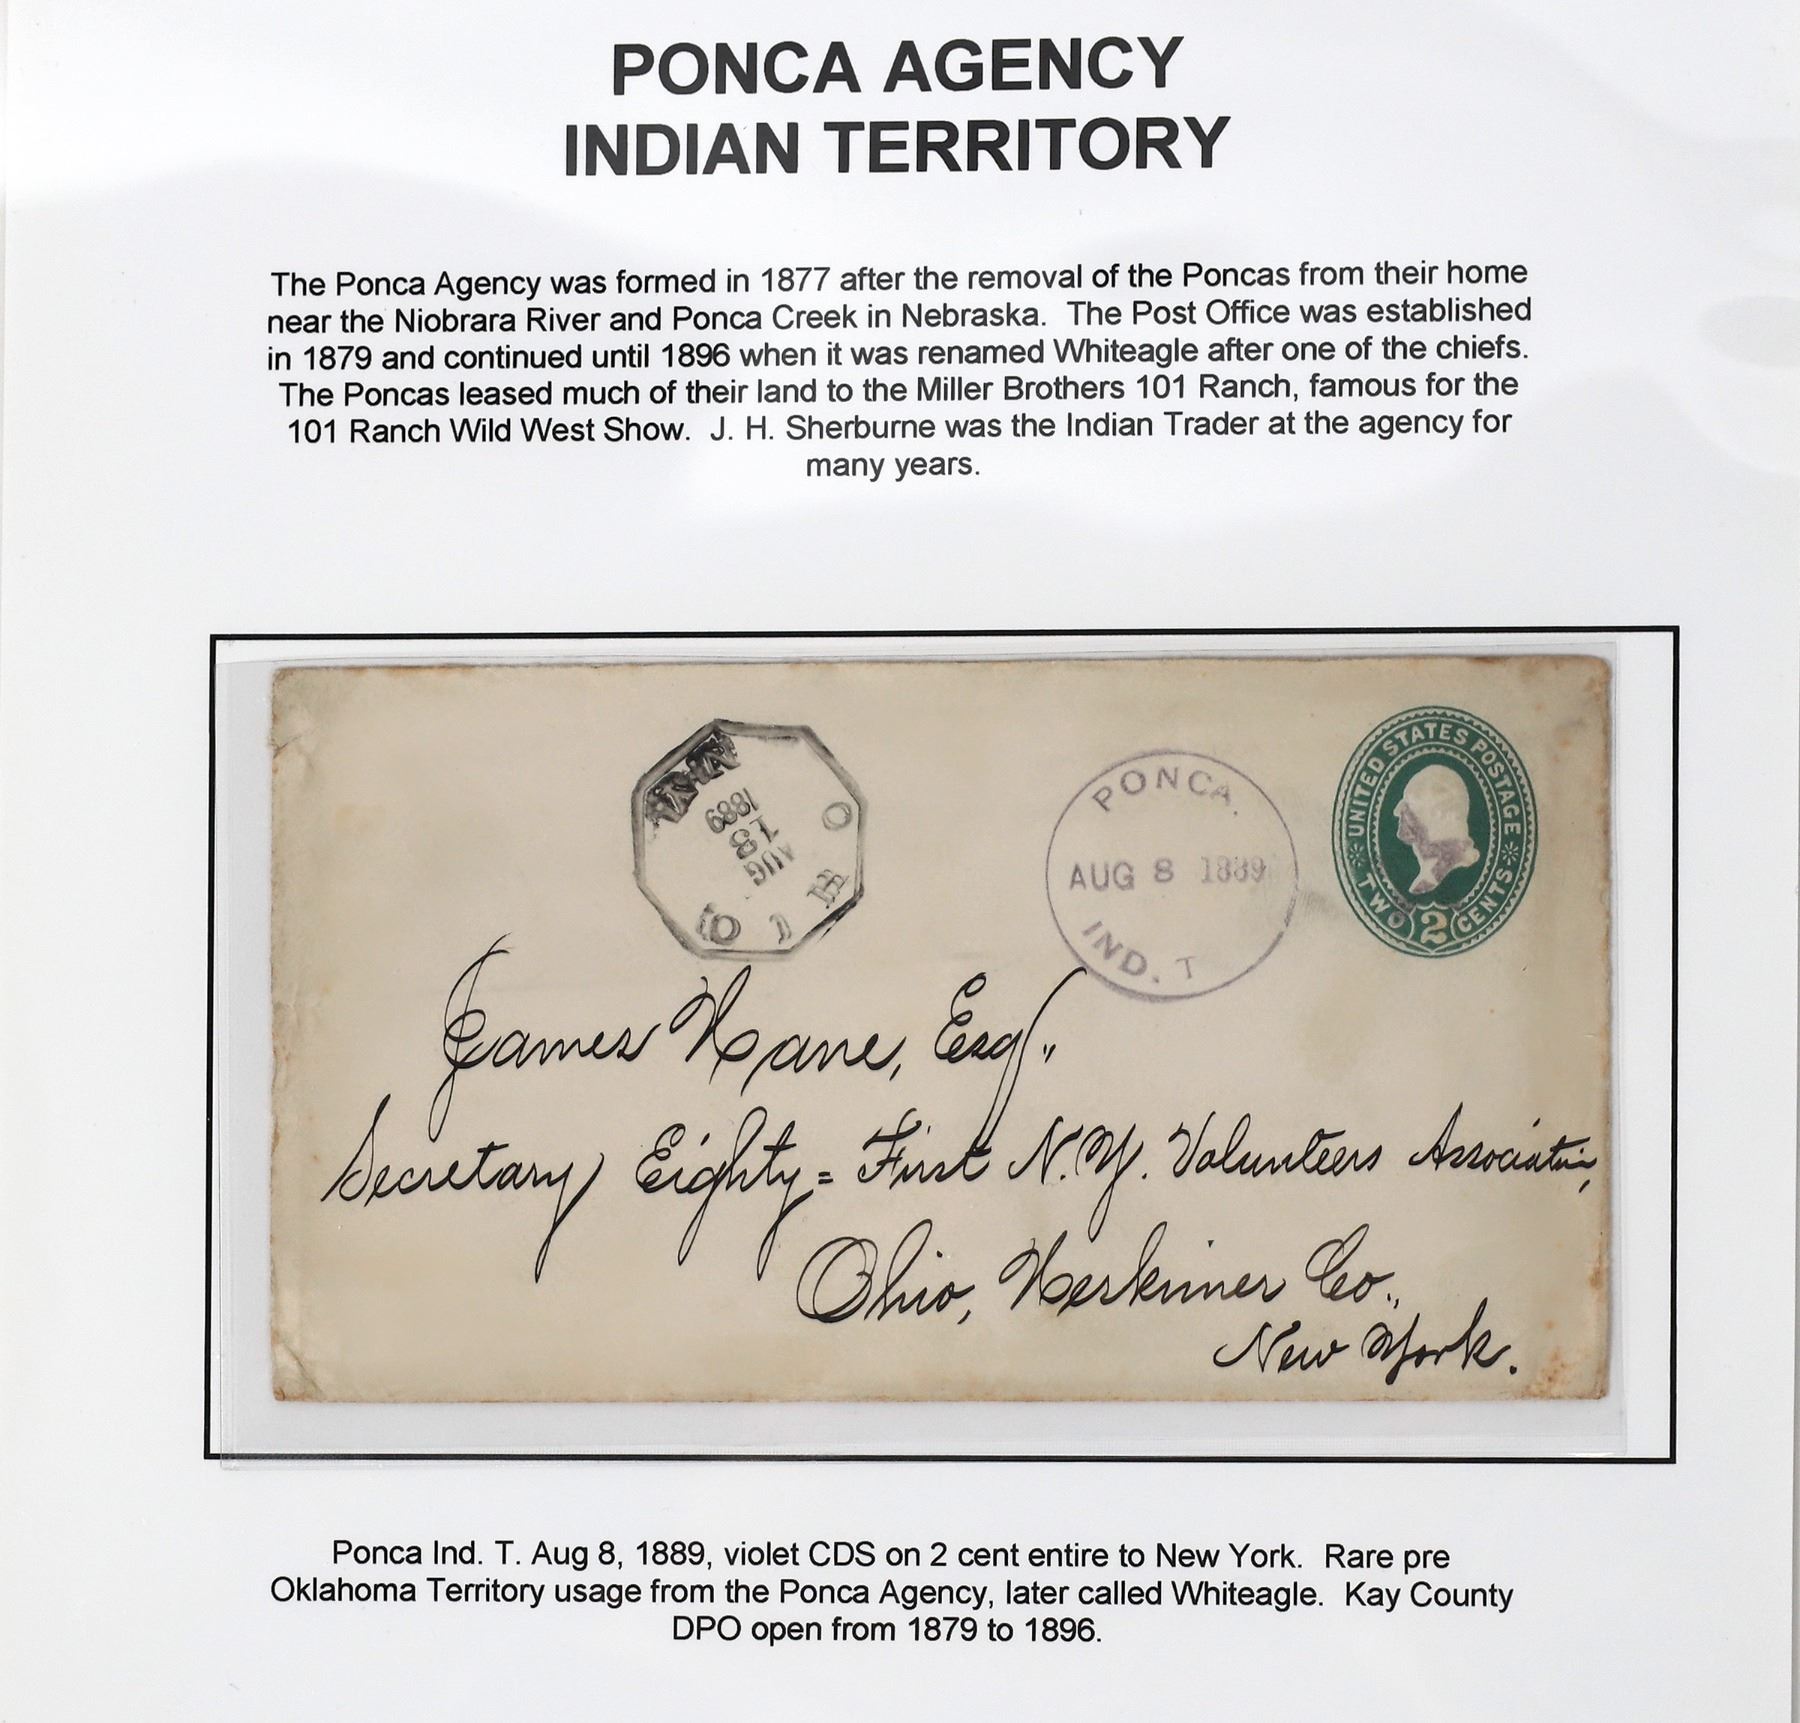 PONCA AGENCY
INDIAN TERRITORY
The Ponca Agency was formed in 1877 after the removal of the Poncas from their home
near the Niobrara River and Ponca Creek in Nebraska. The Post Office was established
in 1879 and continued until 1896 when it was renamed Whiteagle after one of the chiefs.
The Poncas leased much of their land to the Miller Brothers 101 Ranch, famous for the
101 Ranch Wild West Show. J. H. Sherburne was the Indian Trader at the agency for
many years.
OHIO
AUG
13
1889
PONCA.
AUG 8 1889
IND. T
UNITED STATES POSTAGE
TWO 2 CENTS
James Hane, Esq.,
Secretary Eighty=First N.Y. Volunteers Association,
Ohio, Herkimer Co.,
New York.
Ponca Ind. T. Aug 8, 1889, violet CDS on 2 cent entire to New York. Rare pre
Oklahoma Territory usage from the Ponca Agency, later called Whiteagle. Kay County
DPO open from 1879 to 1896.